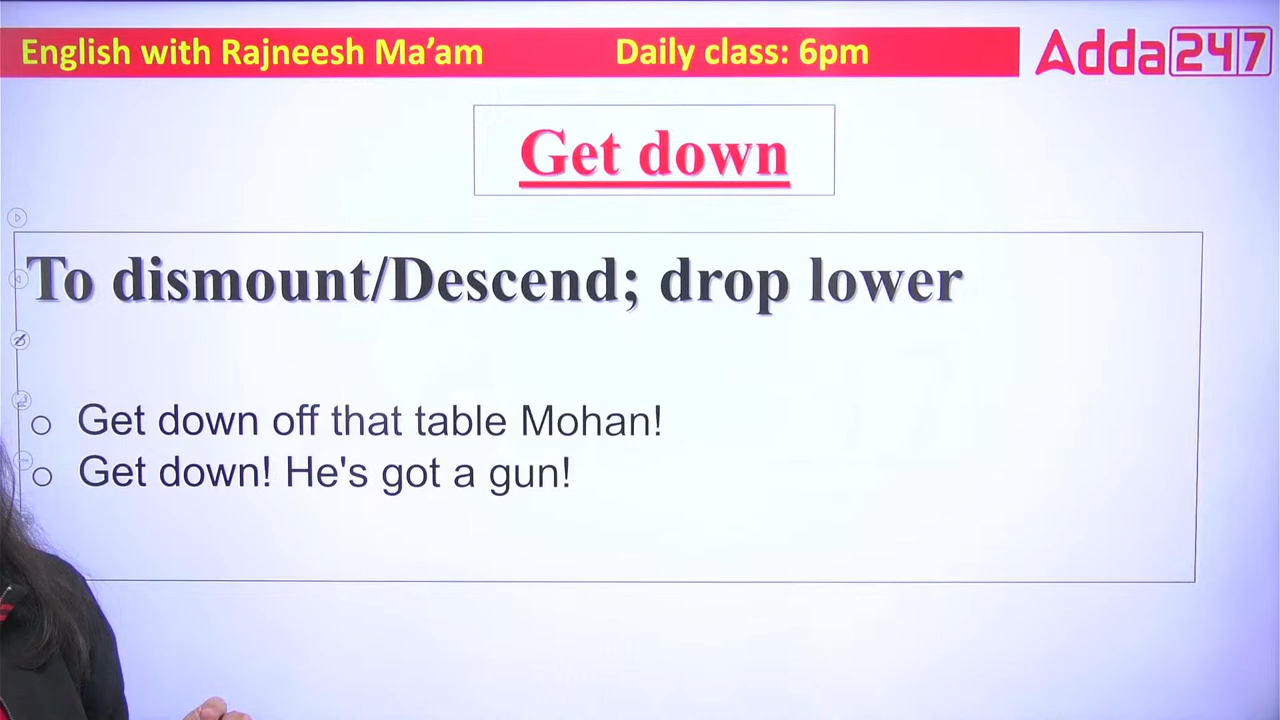 English with Rajneesh Ma’am Daily class: 6pm Adda247
Get down
To dismount/Descend; drop lower
o Get down off that table Mohan!
o Get down! He's got a gun!